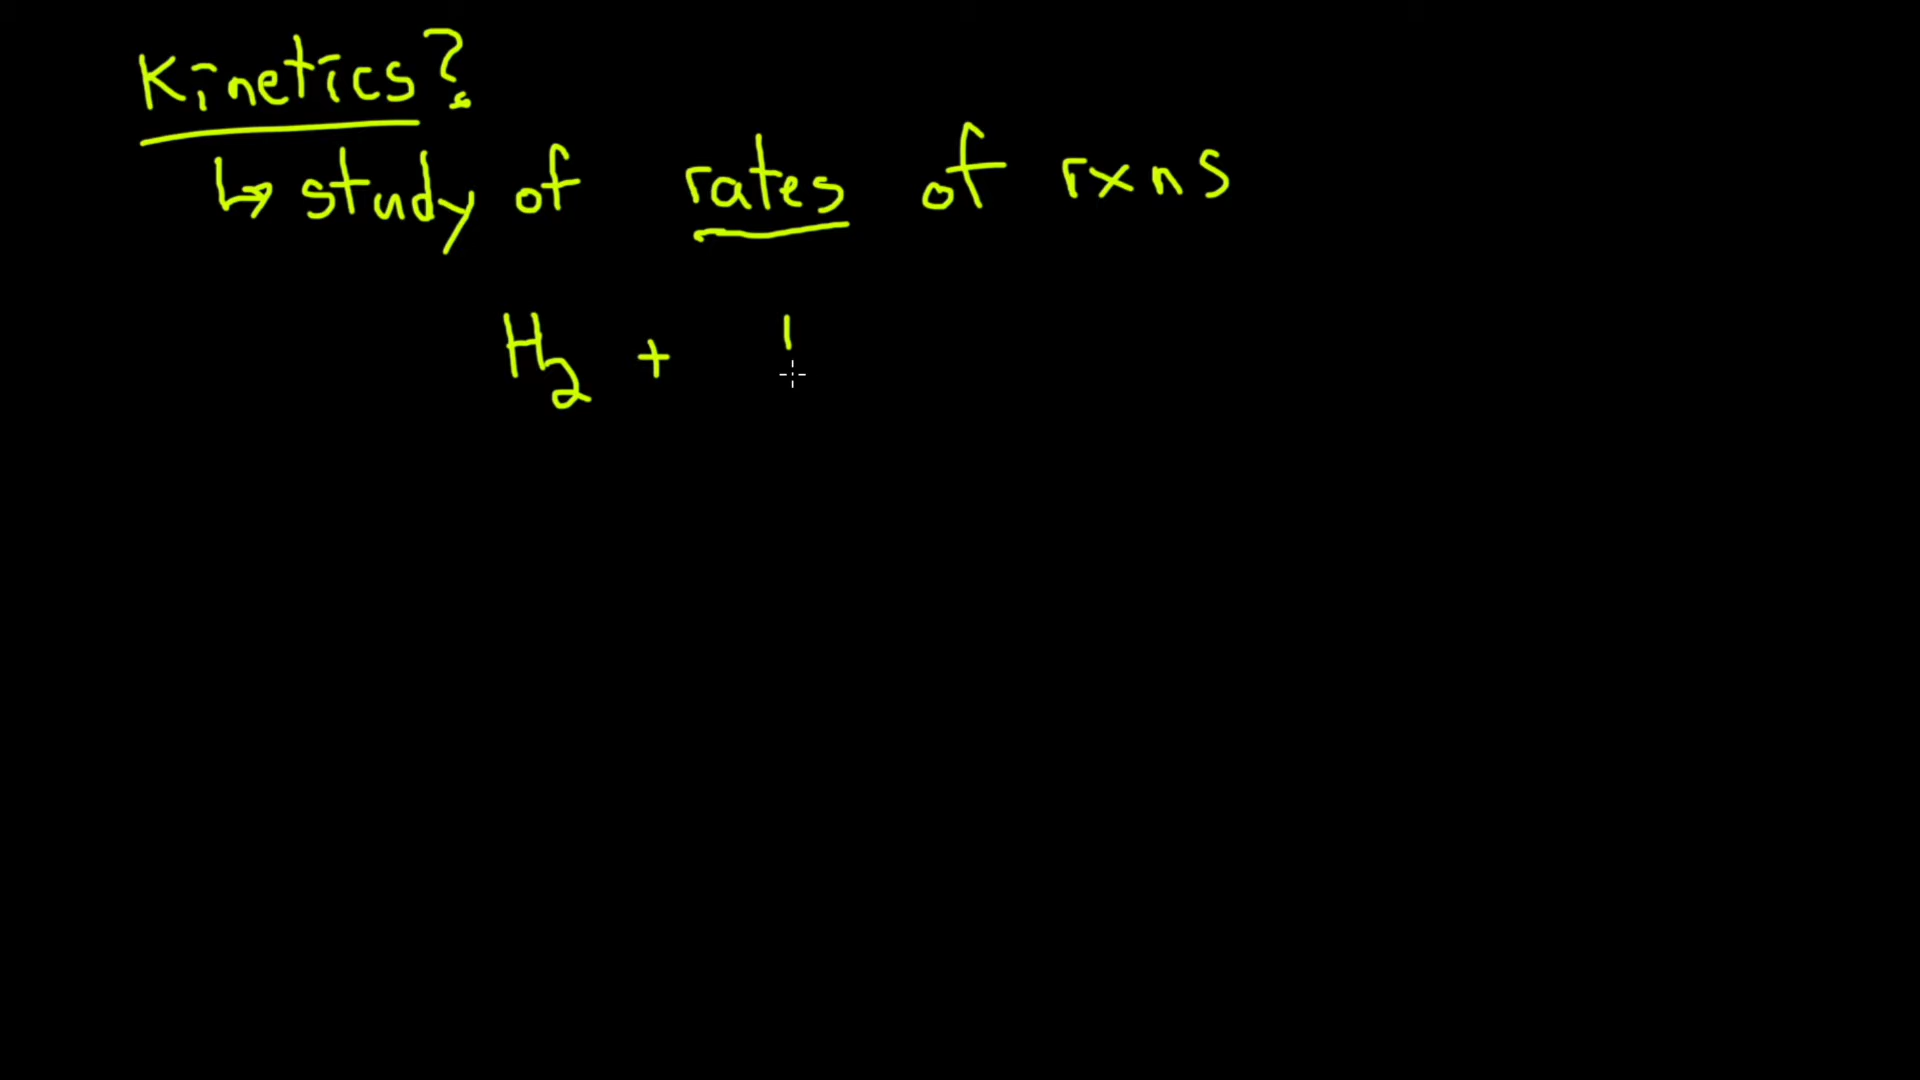 Kinetics?
↳ study of rates of rxns
H₂ +